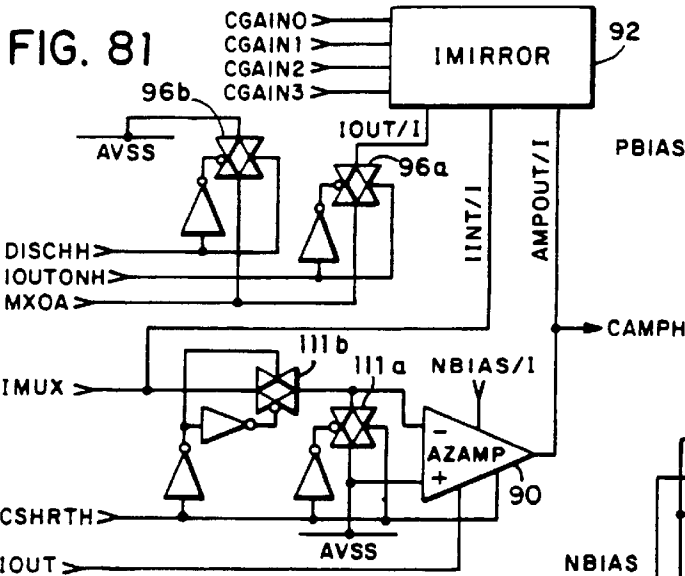 FIG. 81
CGAIN0
CGAIN1
CGAIN2
CGAIN3
IMIRROR
92
96b
AVSS
IOUT/I
96a
IINT/I
AMPOUT/I
PBIAS
DISCHH
IOUTONH
MXOA
CAMPH
IMUX
111b
111a
NBIAS/I
-
AZAMP
+
90
CSHRTH
AVSS
IOUT
NBIAS